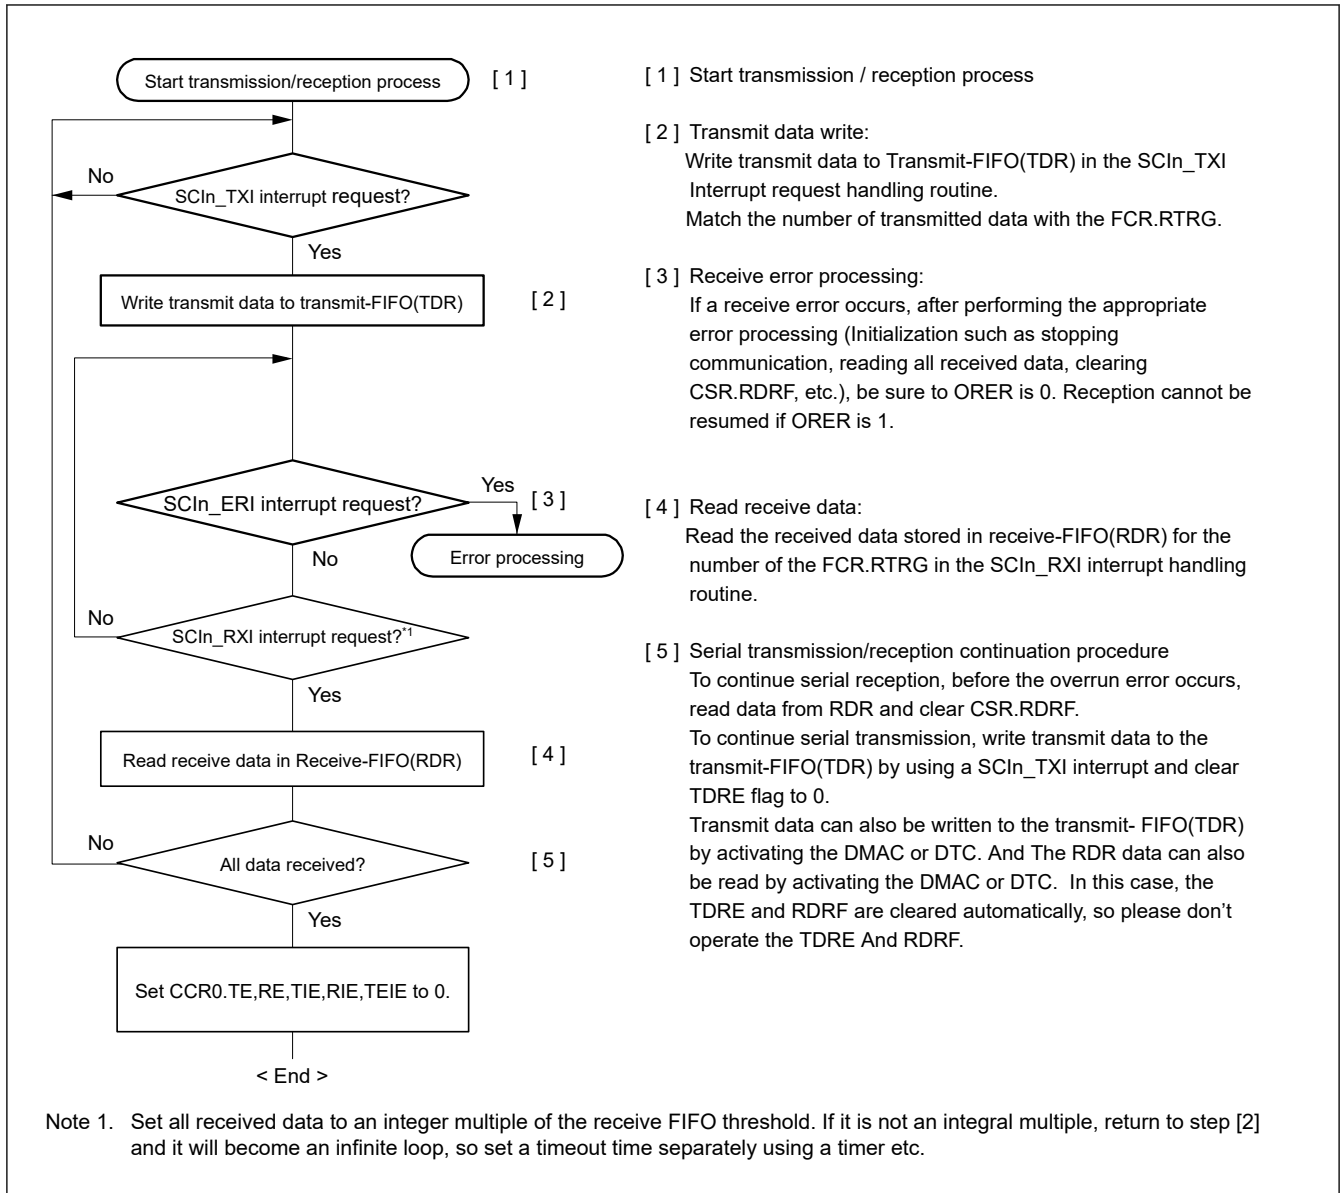 Start transmission/reception process
[ 1 ]
No
SCIn_TXI interrupt request?
Yes
Write transmit data to transmit-FIFO(TDR)
[ 2 ]
SCIn_ERI interrupt request?
Yes
[ 3 ]
Error processing
No
No
SCIn_RXI interrupt request?*1
Yes
Read receive data in Receive-FIFO(RDR)
[ 4 ]
No
All data received?
[ 5 ]
Yes
Set CCR0.TE,RE,TIE,RIE,TEIE to 0.
< End >
[ 1 ] Start transmission / reception process
[ 2 ] Transmit data write:
Write transmit data to Transmit-FIFO(TDR) in the SCIn_TXI
Interrupt request handling routine.
Match the number of transmitted data with the FCR.RTRG.
[ 3 ] Receive error processing:
If a receive error occurs, after performing the appropriate
error processing (Initialization such as stopping
communication, reading all received data, clearing
CSR.RDRF, etc.), be sure to ORER is 0. Reception cannot be
resumed if ORER is 1.
[ 4 ] Read receive data:
Read the received data stored in receive-FIFO(RDR) for the
number of the FCR.RTRG in the SCIn_RXI interrupt handling
routine.
[ 5 ] Serial transmission/reception continuation procedure
To continue serial reception, before the overrun error occurs,
read data from RDR and clear CSR.RDRF.
To continue serial transmission, write transmit data to the
transmit-FIFO(TDR) by using a SCIn_TXI interrupt and clear
TDRE flag to 0.
Transmit data can also be written to the transmit- FIFO(TDR)
by activating the DMAC or DTC. And The RDR data can also
be read by activating the DMAC or DTC. In this case, the
TDRE and RDRF are cleared automatically, so please don't
operate the TDRE And RDRF.
Note 1. Set all received data to an integer multiple of the receive FIFO threshold. If it is not an integral multiple, return to step [2]
and it will become an infinite loop, so set a timeout time separately using a timer etc.